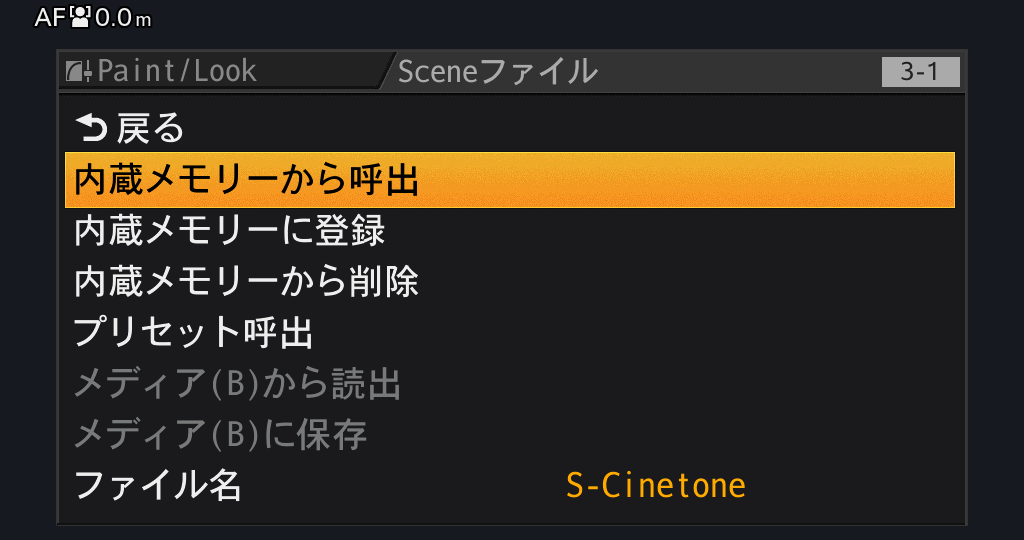 AF 0.0m
Paint/Look
Sceneファイル
3-1
戻る
内蔵メモリーから呼出
内蔵メモリーに登録
内蔵メモリーから削除
プリセット呼出
メディア(B)から読出
メディア(B)に保存
ファイル名 S-Cinetone